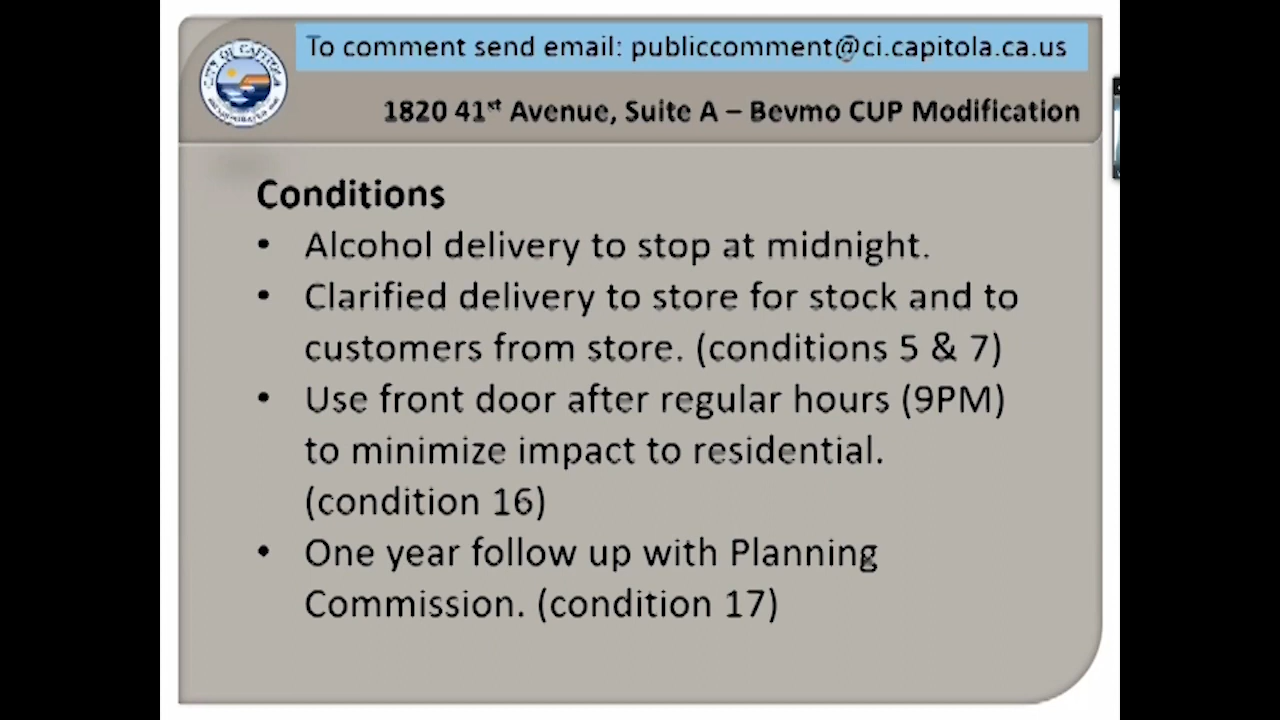 To comment send email: publiccomment@ci.capitola.ca.us
CITY OF CAPITOLA
1820 41st Avenue, Suite A – Bevmo CUP Modification
Conditions
• Alcohol delivery to stop at midnight.
• Clarified delivery to store for stock and to
customers from store. (conditions 5 & 7)
• Use front door after regular hours (9PM)
to minimize impact to residential.
(condition 16)
• One year follow up with Planning
Commission. (condition 17)